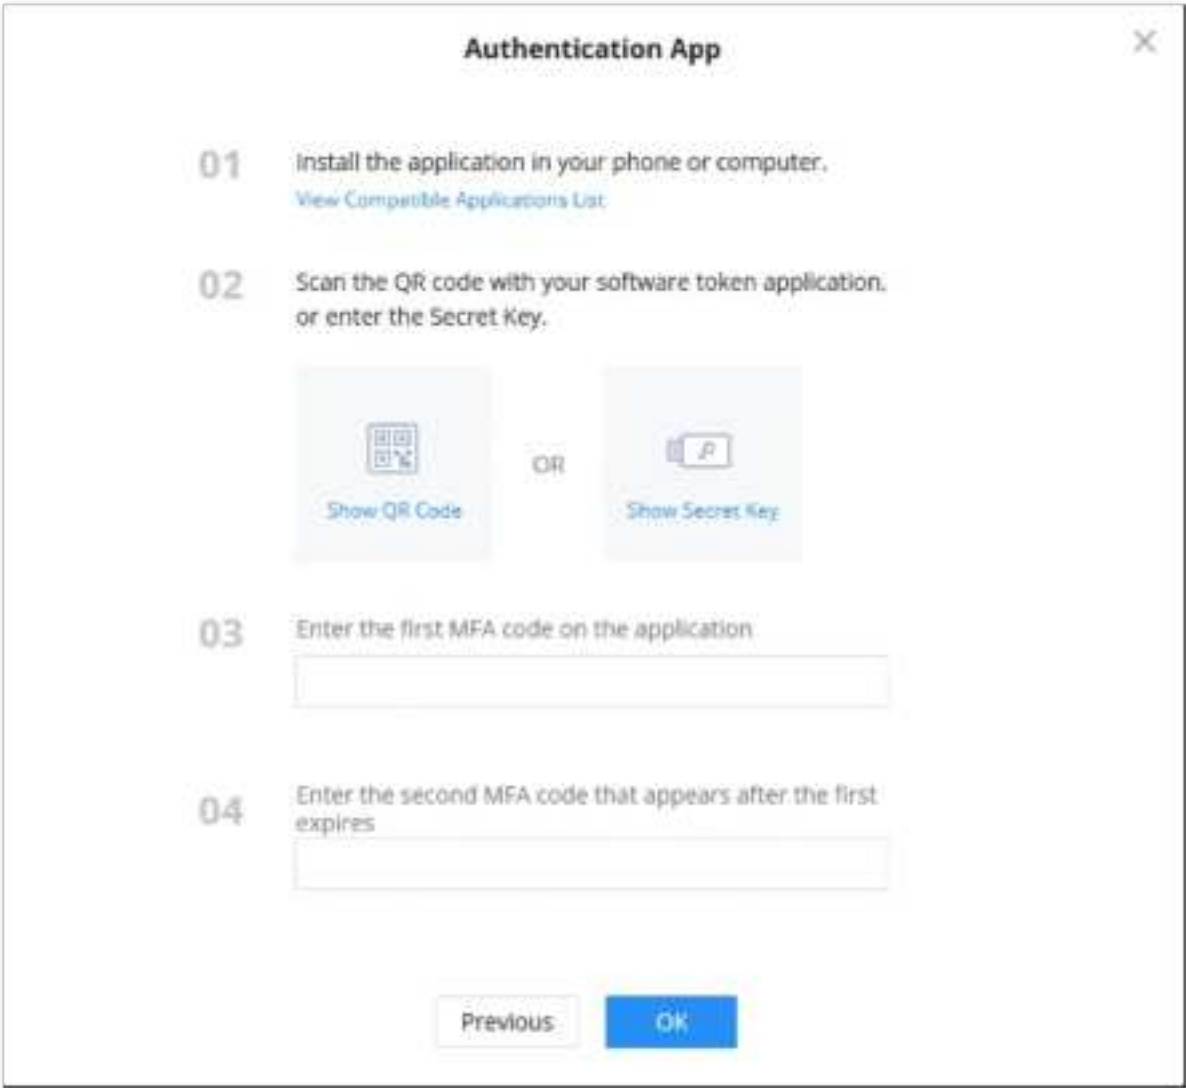 Authentication App
01
Install the application in your phone or computer.
View Compatible Applications List
02
Scan the QR code with your software token application,
or enter the Secret Key.
Show QR Code
OR
Show Secret Key
03
Enter the first MFA code on the application
04
Enter the second MFA code that appears after the first
expires
Previous
OK